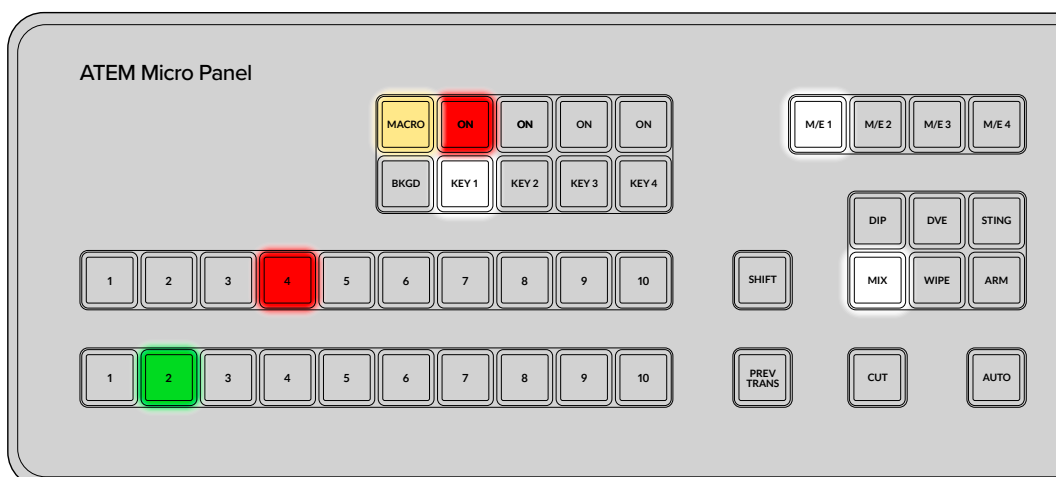 ATEM Micro Panel
MACRO ON ON ON ON
M/E 1 M/E 2 M/E 3 M/E 4
BKGD KEY 1 KEY 2 KEY 3 KEY 4
DIP DVE STING
1 2 3 4 5 6 7 8 9 10
SHIFT
MIX WIPE ARM
1 2 3 4 5 6 7 8 9 10
PREV
TRANS
CUT
AUTO